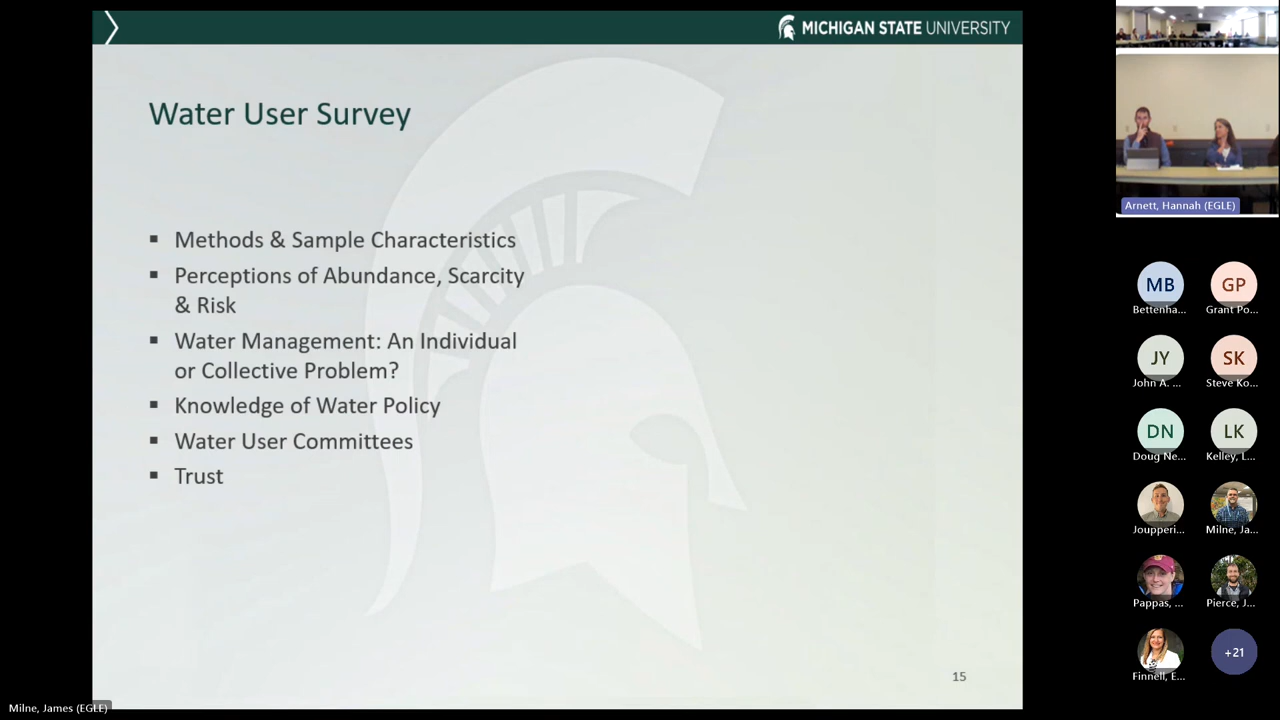 MICHIGAN STATE UNIVERSITY
Water User Survey
▪ Methods & Sample Characteristics
▪ Perceptions of Abundance, Scarcity
& Risk
▪ Water Management: An Individual
or Collective Problem?
▪ Knowledge of Water Policy
▪ Water User Committees
▪ Trust
15
Milne, James (EGLE)
Arnett, Hannah (EGLE)
MB GP
Bettenha... Grant Po...
JY SK
John A. ... Steve Ko...
DN LK
Doug Ne... Kelley, L...
Joupperi... Milne, Ja...
Pappas, ... Pierce, J...
+21
Finnell, E...